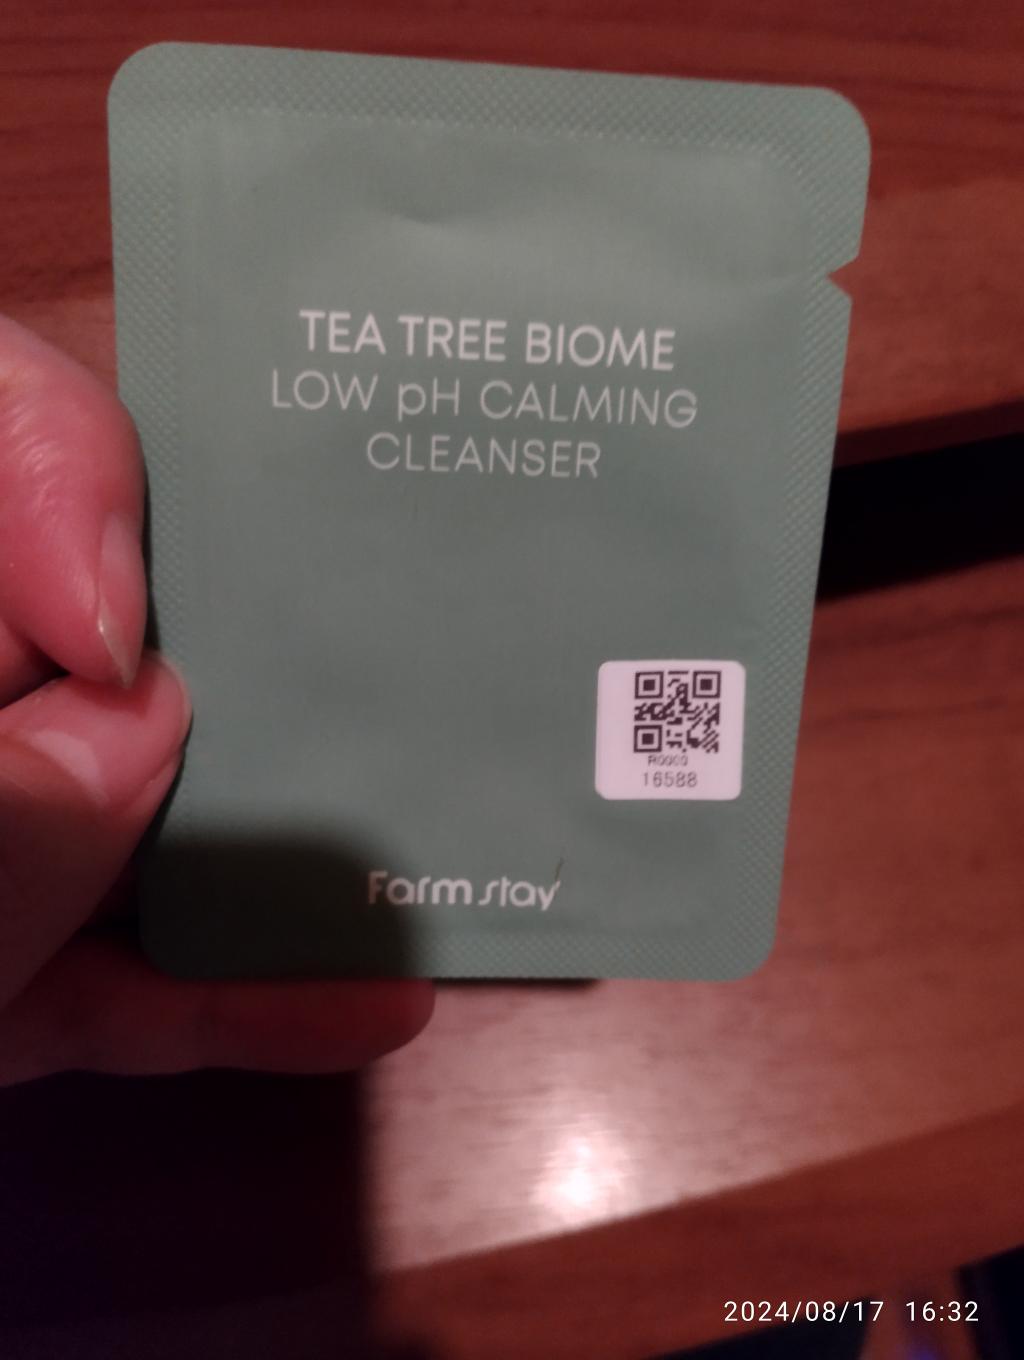 TEA TREE BIOME
LOW pH CALMING
CLEANSER
16588
Farm stay
2024/08/17 16:32